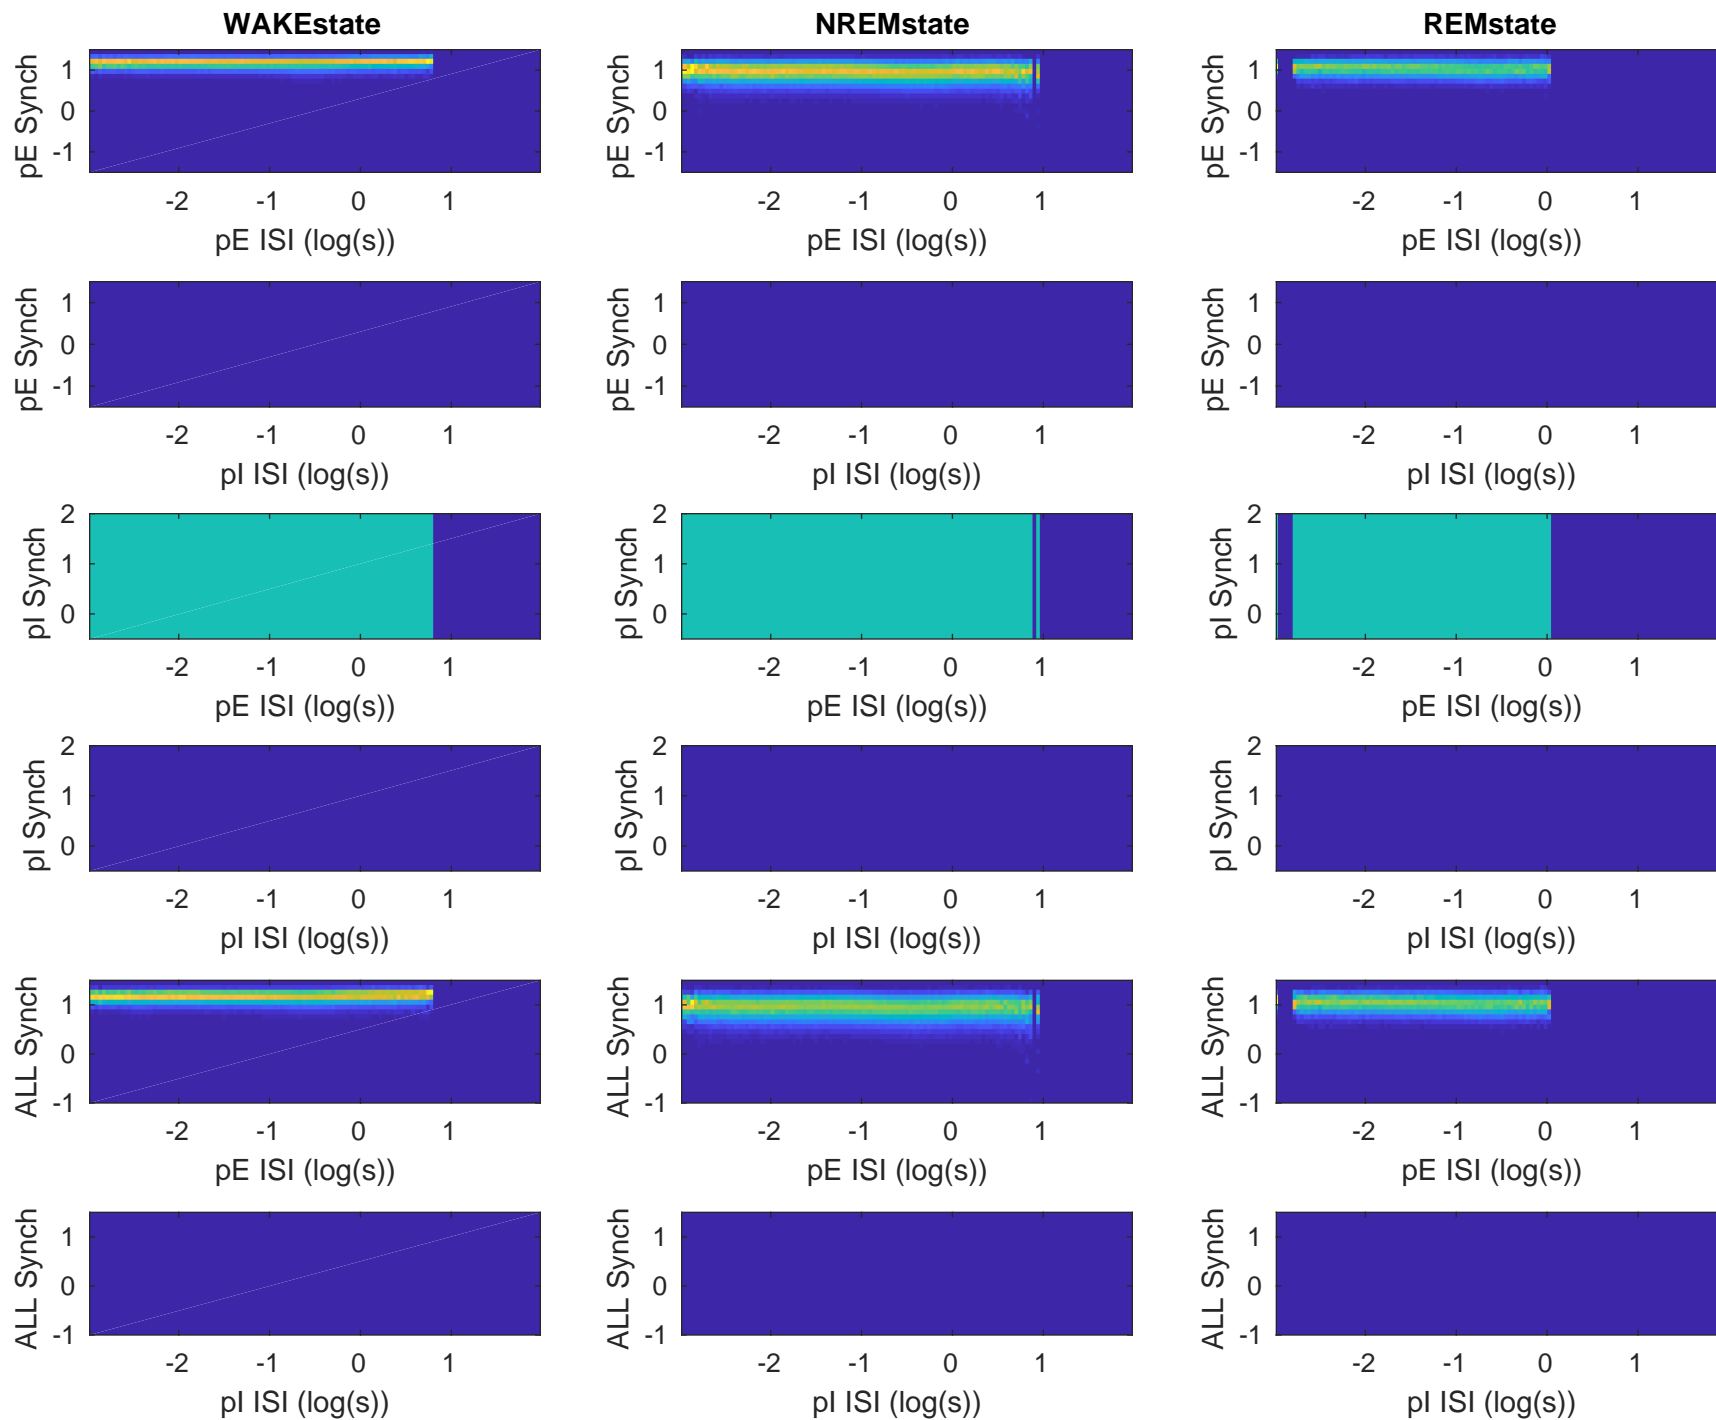 WAKEstate NREMstate REMstate
pE Synch 1 0 -1 pE Synch 1 0 -1 pE Synch 1 0 -1
-2 -1 0 1 -2 -1 0 1 -2 -1 0 1
pE ISI (log(s)) pE ISI (log(s)) pE ISI (log(s))
pE Synch 1 0 -1 pE Synch 1 0 -1 pE Synch 1 0 -1
-2 -1 0 1 -2 -1 0 1 -2 -1 0 1
pI ISI (log(s)) pI ISI (log(s)) pI ISI (log(s))
pI Synch 2 1 0 pI Synch 2 1 0 pI Synch 2 1 0
-2 -1 0 1 -2 -1 0 1 -2 -1 0 1
pE ISI (log(s)) pE ISI (log(s)) pE ISI (log(s))
pI Synch 2 1 0 pI Synch 2 1 0 pI Synch 2 1 0
-2 -1 0 1 -2 -1 0 1 -2 -1 0 1
pI ISI (log(s)) pI ISI (log(s)) pI ISI (log(s))
ALL Synch 1 0 -1 ALL Synch 1 0 -1 ALL Synch 1 0 -1
-2 -1 0 1 -2 -1 0 1 -2 -1 0 1
pE ISI (log(s)) pE ISI (log(s)) pE ISI (log(s))
ALL Synch 1 0 -1 ALL Synch 1 0 -1 ALL Synch 1 0 -1
-2 -1 0 1 -2 -1 0 1 -2 -1 0 1
pI ISI (log(s)) pI ISI (log(s)) pI ISI (log(s))